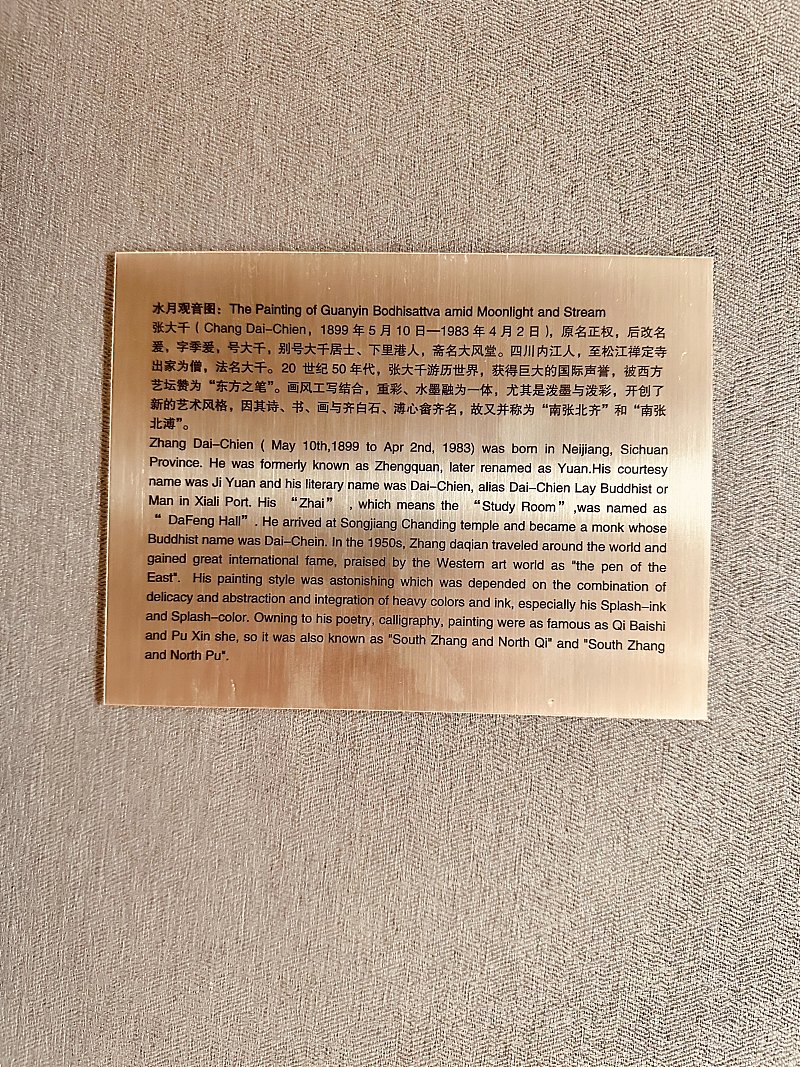 水月观音图：The Painting of Guanyin Bodhisattva amid Moonlight and Stream
张大千（Chang Dai–Chien，1899 年 5 月 10 日—1983 年 4 月 2 日），原名正权，后改名
爰，字季爰，号大千，别号大千居士、下里港人，斋名大风堂。四川内江人，至松江禅定寺
出家为僧，法名大千。20 世纪 50 年代，张大千游历世界，获得巨大的国际声誉，被西方
艺坛赞为“东方之笔”。画风工写结合，重彩、水墨融为一体，尤其是泼墨与泼彩，开创了
新的艺术风格，因其诗、书、画与齐白石、溥心畬齐名，故又并称为“南张北齐”和“南张
北溥”。
Zhang Dai–Chien ( May 10th,1899 to Apr 2nd, 1983) was born in Neijiang, Sichuan
Province. He was formerly known as Zhengquan, later renamed as Yuan.His courtesy
name was Ji Yuan and his literary name was Dai–Chien, alias Dai–Chien Lay Buddhist or
Man in Xiali Port. His “Zhai” , which means the “Study Room” ,was named as
“ DaFeng Hall” . He arrived at Songjiang Chanding temple and became a monk whose
Buddhist name was Dai–Chein. In the 1950s, Zhang daqian traveled around the world and
gained great international fame, praised by the Western art world as "the pen of the
East". His painting style was astonishing which was depended on the combination of
delicacy and abstraction and integration of heavy colors and ink, especially his Splash–ink
and Splash–color. Owning to his poetry, calligraphy, painting were as famous as Qi Baishi
and Pu Xin she, so it was also known as "South Zhang and North Qi" and "South Zhang
and North Pu".